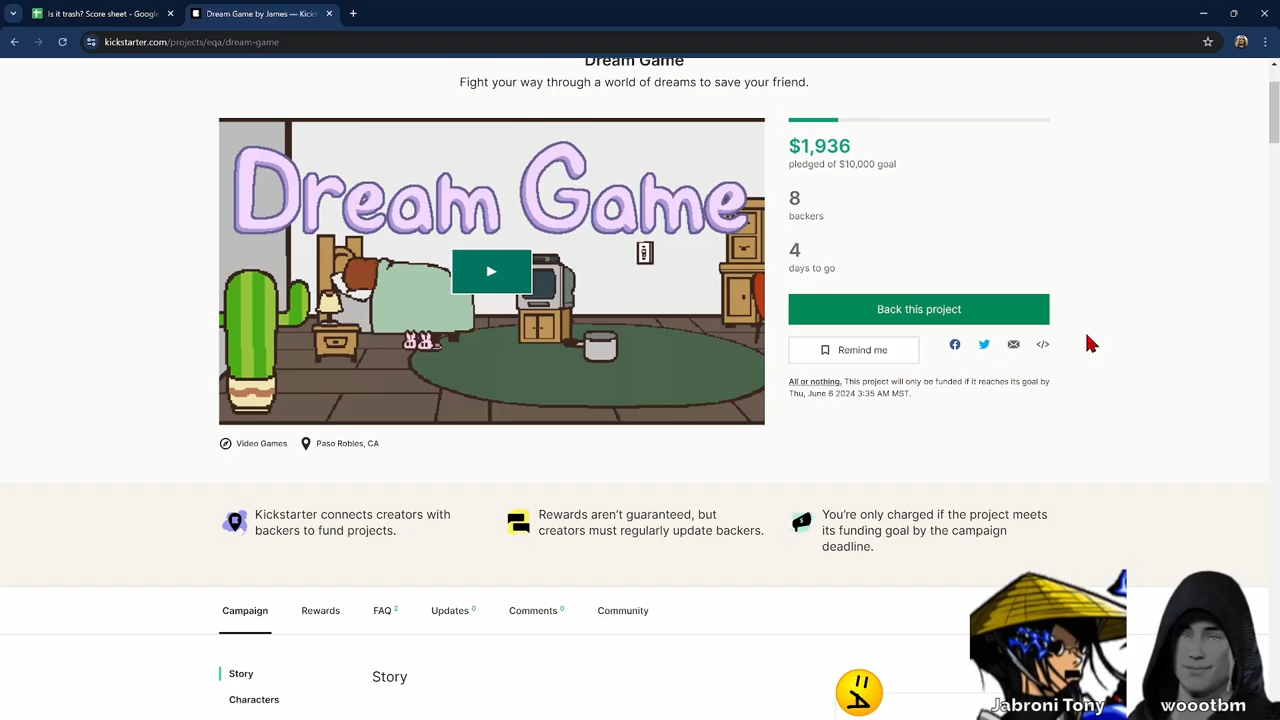 Is it trash? Score sheet - Google
Dream Game by James — Kicks
kickstarter.com/projects/eqa/dream-game
Dream Game
Fight your way through a world of dreams to save your friend.
Dream Game
$1,936
pledged of $10,000 goal
8
backers
4
days to go
Back this project
Remind me
All or nothing. This project will only be funded if it reaches its goal by
Thu, June 6 2024 3:35 AM MST.
Video Games
Paso Robles, CA
Kickstarter connects creators with
backers to fund projects.
Rewards aren't guaranteed, but
creators must regularly update backers.
You're only charged if the project meets
its funding goal by the campaign
deadline.
Campaign
Rewards
FAQ 2
Updates 0
Comments 0
Community
Story
Characters
Story
Jabroni Tony
woootbm